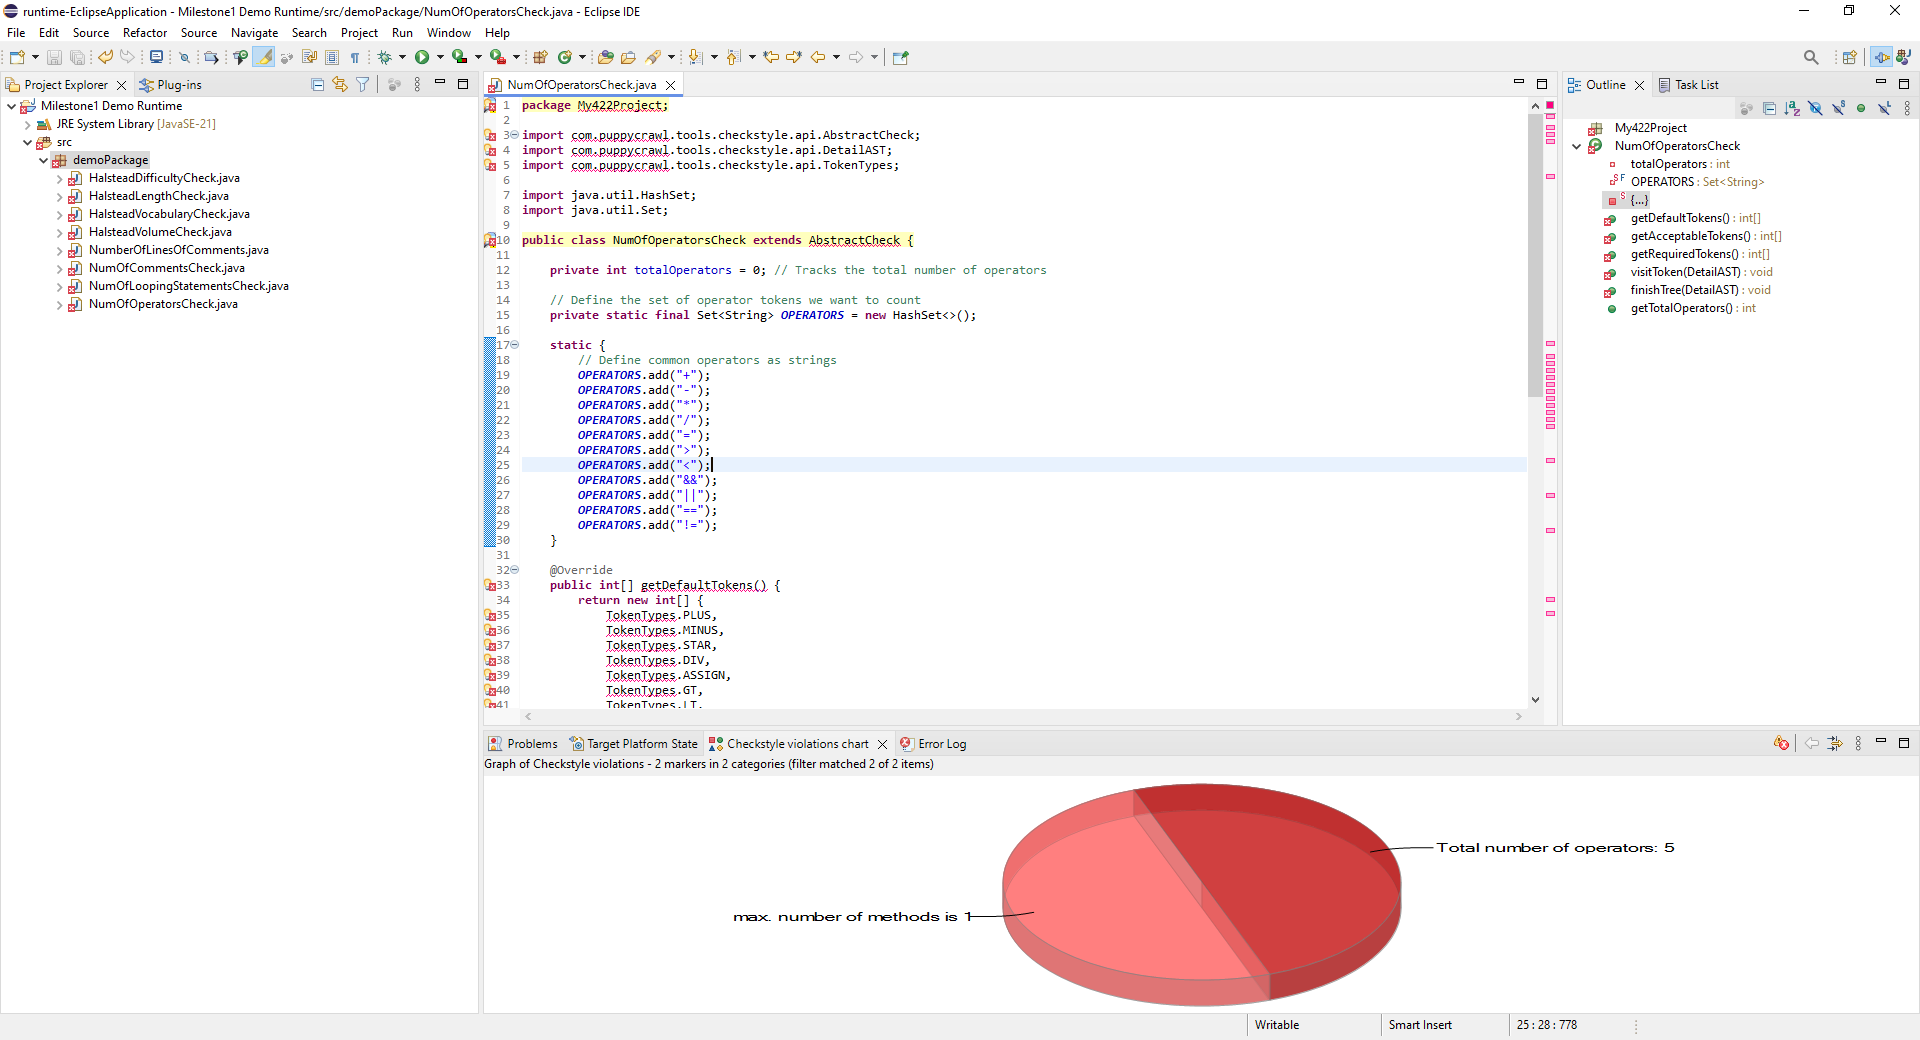 runtime-EclipseApplication - Milestone1 Demo Runtime/src/demoPackage/NumOfOperatorsCheck.java - Eclipse IDE
File Edit Source Refactor Source Navigate Search Project Run Window Help
Project Explorer
Plug-ins
Milestone1 Demo Runtime
JRE System Library [JavaSE-21]
src
demoPackage
HalsteadDifficultyCheck.java
HalsteadLengthCheck.java
HalsteadVocabularyCheck.java
HalsteadVolumeCheck.java
NumberOfLinesOfComments.java
NumOfCommentsCheck.java
NumOfLoopingStatementsCheck.java
NumOfOperatorsCheck.java
NumOfOperatorsCheck.java
1 package My422Project;
2
3 import com.puppycrawl.tools.checkstyle.api.AbstractCheck;
4 import com.puppycrawl.tools.checkstyle.api.DetailAST;
5 import com.puppycrawl.tools.checkstyle.api.TokenTypes;
6
7 import java.util.HashSet;
8 import java.util.Set;
9
10 public class NumOfOperatorsCheck extends AbstractCheck {
11
12 private int totalOperators = 0; // Tracks the total number of operators
13
14 // Define the set of operator tokens we want to count
15 private static final Set<String> OPERATORS = new HashSet<>();
16
17 static {
18 // Define common operators as strings
19 OPERATORS.add("+");
20 OPERATORS.add("-");
21 OPERATORS.add("*");
22 OPERATORS.add("/");
23 OPERATORS.add("=");
24 OPERATORS.add(">");
25 OPERATORS.add("<");
26 OPERATORS.add("&&");
27 OPERATORS.add("||");
28 OPERATORS.add("==");
29 OPERATORS.add("!=");
30 }
31
32 @Override
33 public int[] getDefaultTokens() {
34 return new int[] {
35 TokenTypes.PLUS,
36 TokenTypes.MINUS,
37 TokenTypes.STAR,
38 TokenTypes.DIV,
39 TokenTypes.ASSIGN,
40 TokenTypes.GT,
41 TokenTypes.LT,
Outline
Task List
My422Project
NumOfOperatorsCheck
totalOperators : int
OPERATORS : Set<String>
{...}
getDefaultTokens() : int[]
getAcceptableTokens() : int[]
getRequiredTokens() : int[]
visitToken(DetailAST) : void
finishTree(DetailAST) : void
getTotalOperators() : int
Problems
Target Platform State
Checkstyle violations chart
Error Log
Graph of Checkstyle violations - 2 markers in 2 categories (filter matched 2 of 2 items)
Total number of operators: 5
max. number of methods is 1
Writable
Smart Insert
25 : 28 : 778